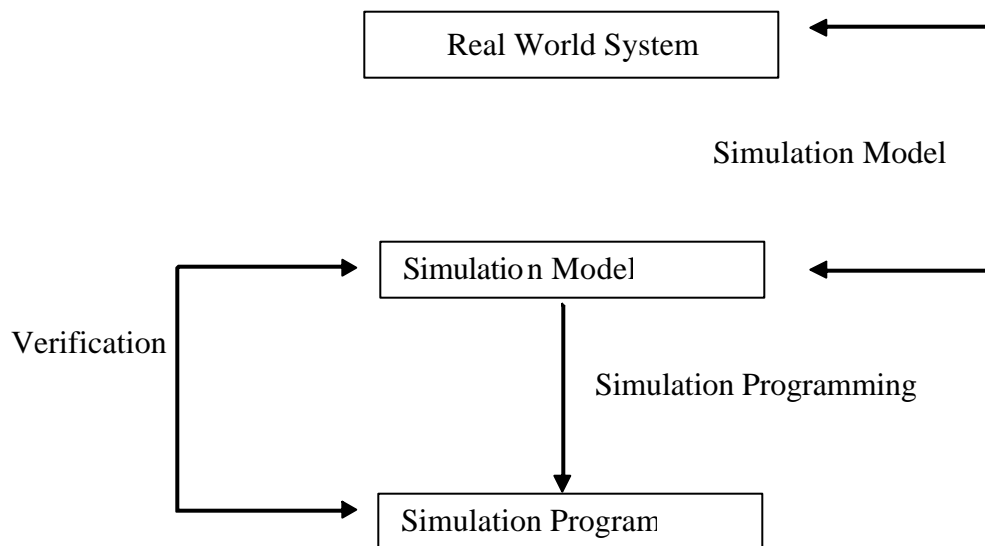 Real World System
Simulation Model
Simulation Model
Verification
Simulation Programming
Simulation Program